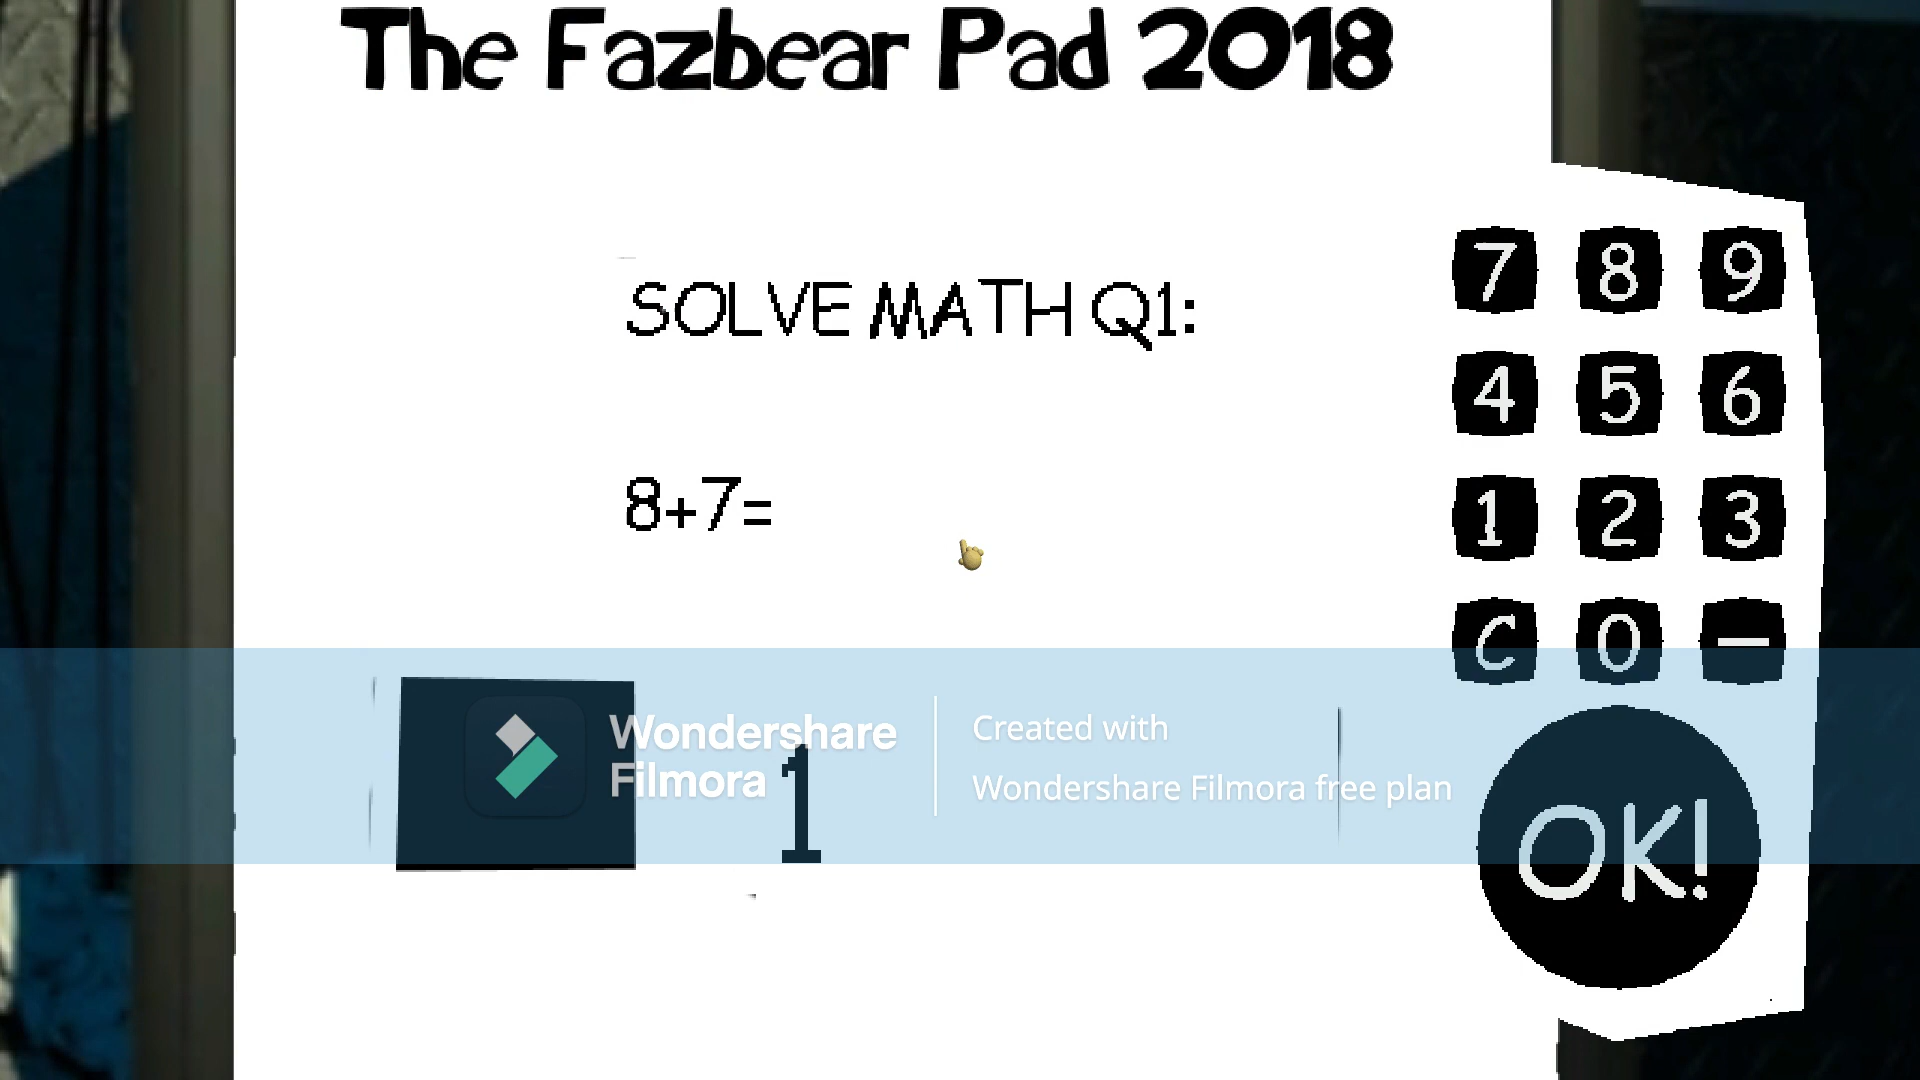 The Fazbear Pad 2018
SOLVE MATH Q1:
8+7=
7 8 9
4 5 6
1 2 3
C 0 —
OK!
1
Wondershare
Filmora
Created with
Wondershare Filmora free plan